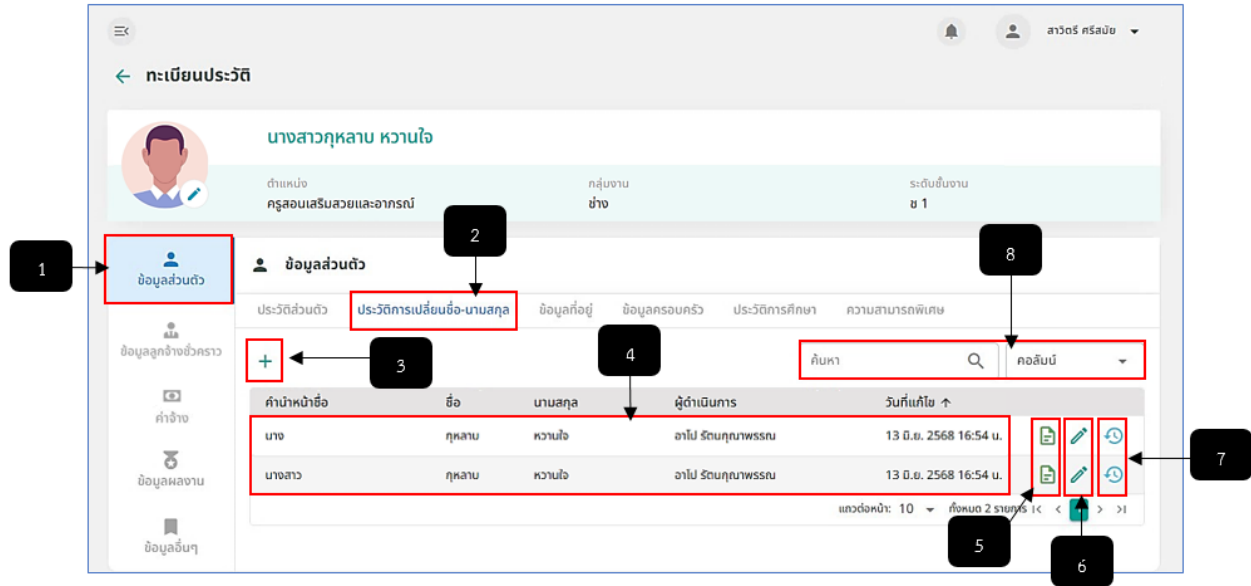 สาวิตรี ศรีสมัย
ทะเบียนประวัติ
นางสาวกุหลาบ หวานใจ
ตำแหน่ง กลุ่มงาน ระดับชั้นงาน
ครูสอนเสริมสวยและอาภรณ์ ช่าง ช 1
2
8
1
ข้อมูลส่วนตัว
ข้อมูลส่วนตัว
ประวัติส่วนตัว ประวัติการเปลี่ยนชื่อ-นามสกุล ข้อมูลที่อยู่ ข้อมูลครอบครัว ประวัติการศึกษา ความสามารถพิเศษ
ข้อมูลลูกจ้างชั่วคราว
3
4
ค้นหา คอลัมน์
คำนำหน้าชื่อ ชื่อ นามสกุล ผู้ดำเนินการ วันที่แก้ไข
ค่าจ้าง
นาง กุหลาบ หวานใจ อาโป รัตนคุณาพรรณ 13 มิ.ย. 2568 16:54 น.
7
นางสาว กุหลาบ หวานใจ อาโป รัตนคุณาพรรณ 13 มิ.ย. 2568 16:54 น.
ข้อมูลผลงาน
แถวต่อหน้า: 10 ทั้งหมด 2 รายการ
5
ข้อมูลอื่นๆ
6